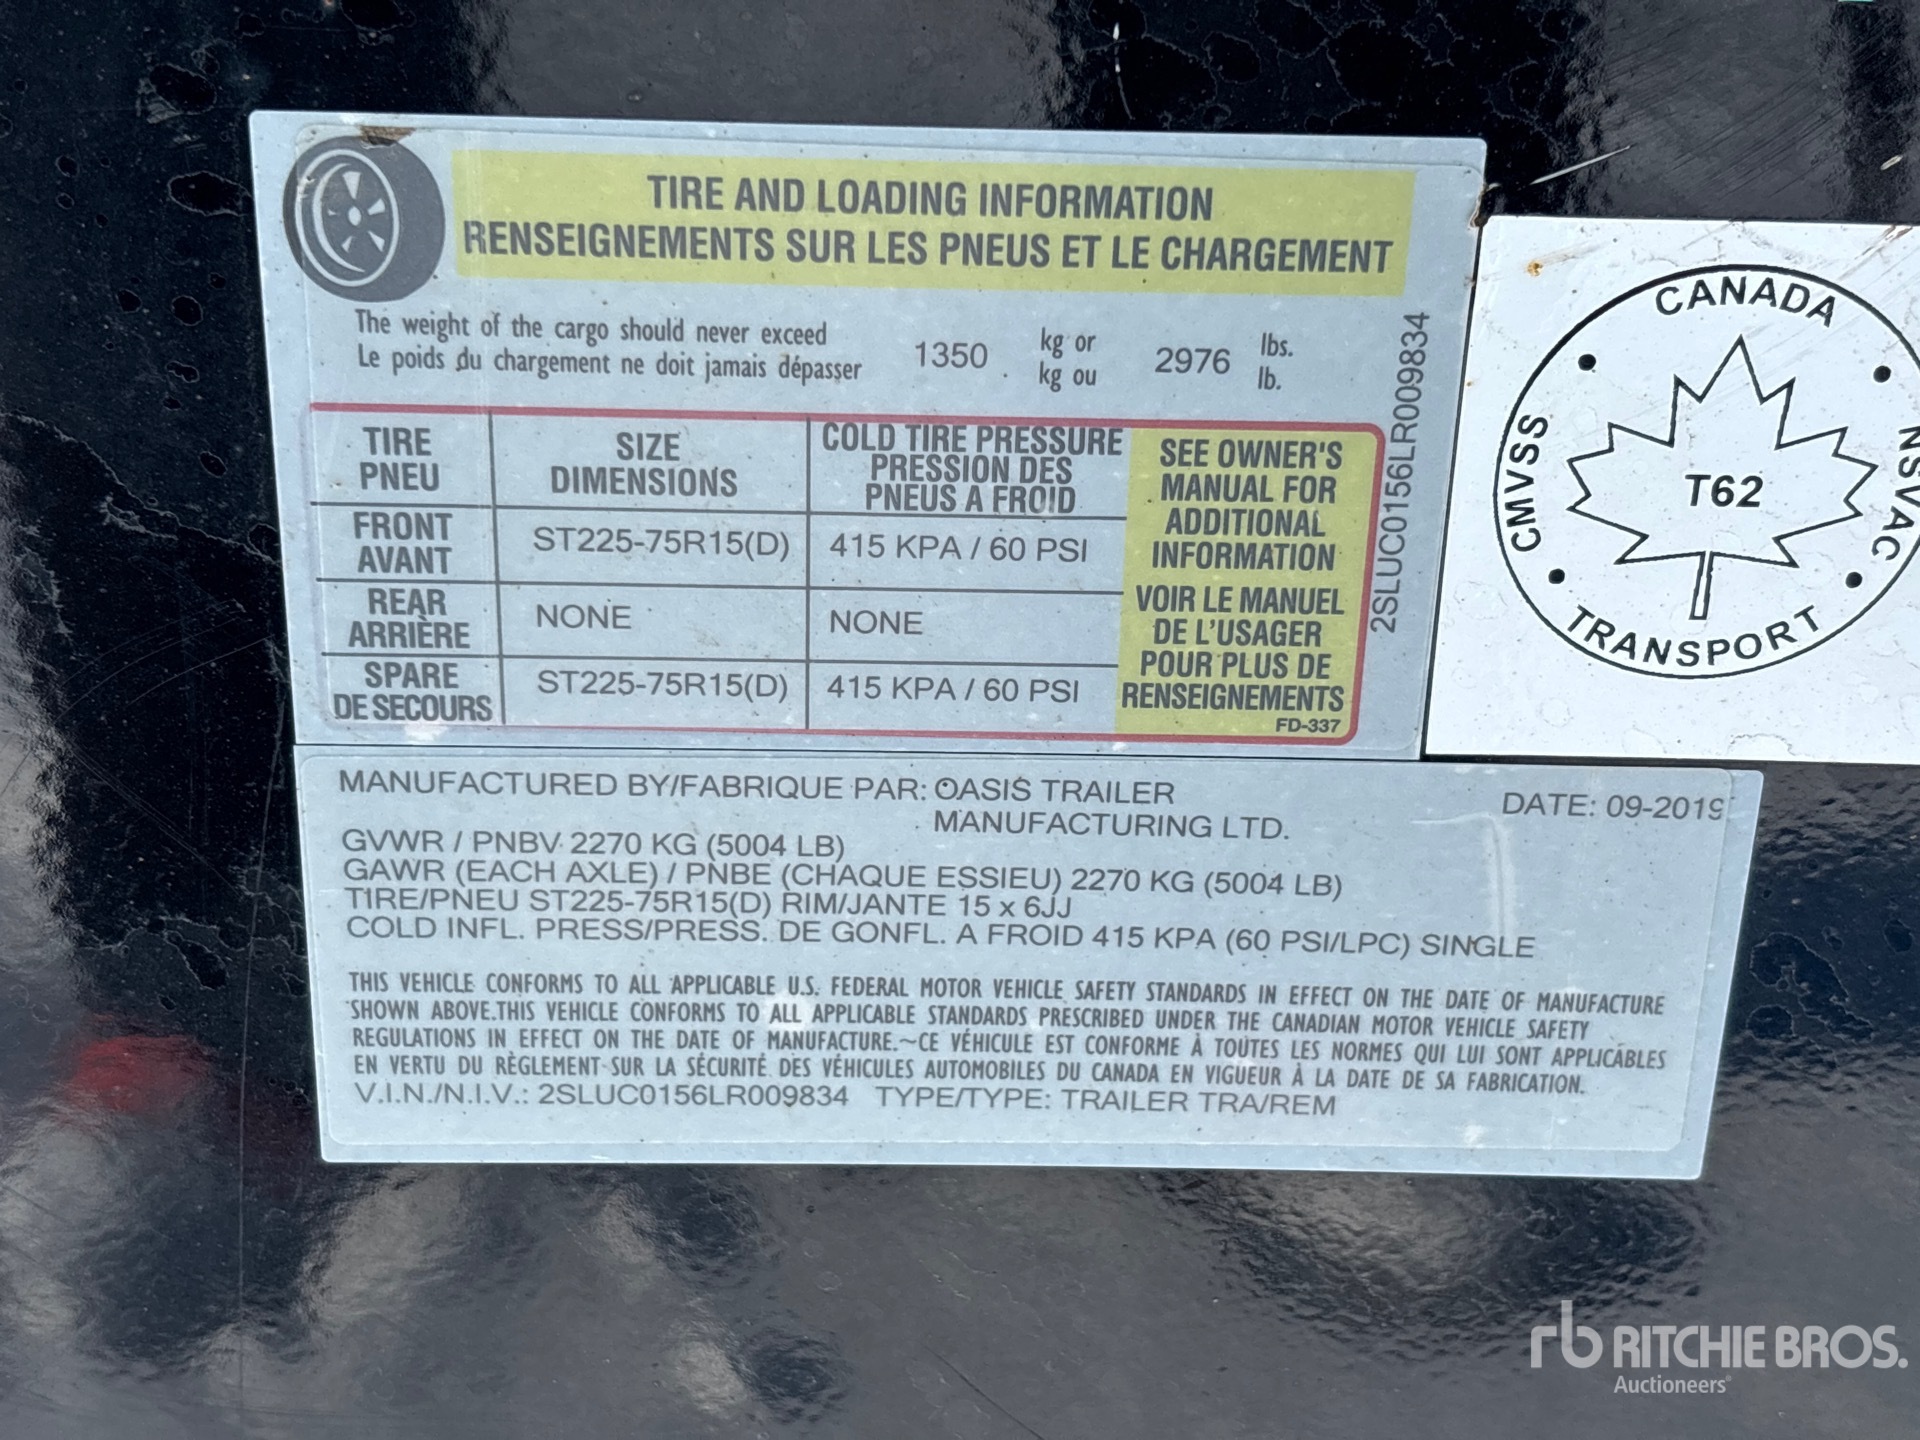 TIRE AND LOADING INFORMATION
RENSEIGNEMENTS SUR LES PNEUS ET LE CHARGEMENT
The weight of the cargo should never exceed
Le poids du chargement ne doit jamais dépasser
1350 kg or 2976 lbs.
kg ou lb.
TIRE
PNEU
SIZE
DIMENSIONS
COLD TIRE PRESSURE
PRESSION DES
PNEUS A FROID
FRONT
AVANT
ST225-75R15(D)
415 KPA / 60 PSI
REAR
ARRIÈRE
NONE
NONE
SPARE
DE SECOURS
ST225-75R15(D)
415 KPA / 60 PSI
SEE OWNER'S
MANUAL FOR
ADDITIONAL
INFORMATION
VOIR LE MANUEL
DE L'USAGER
POUR PLUS DE
RENSEIGNEMENTS
FD-337
2SLUC0156LR009834
CANADA
CMVSS
NSVAC
T62
TRANSPORT
MANUFACTURED BY/FABRIQUE PAR: OASIS TRAILER
MANUFACTURING LTD.
DATE: 09-2019
GVWR / PNBV 2270 KG (5004 LB)
GAWR (EACH AXLE) / PNBE (CHAQUE ESSIEU) 2270 KG (5004 LB)
TIRE/PNEU ST225-75R15(D) RIM/JANTE 15 x 6JJ
COLD INFL. PRESS/PRESS. DE GONFL. A FROID 415 KPA (60 PSI/LPC) SINGLE
THIS VEHICLE CONFORMS TO ALL APPLICABLE U.S. FEDERAL MOTOR VEHICLE SAFETY STANDARDS IN EFFECT ON THE DATE OF MANUFACTURE
SHOWN ABOVE.THIS VEHICLE CONFORMS TO ALL APPLICABLE STANDARDS PRESCRIBED UNDER THE CANADIAN MOTOR VEHICLE SAFETY
REGULATIONS IN EFFECT ON THE DATE OF MANUFACTURE.~CE VÉHICULE EST CONFORME À TOUTES LES NORMES QUI LUI SONT APPLICABLES
EN VERTU DU RÈGLEMENT SUR LA SÉCURITÉ DES VÉHICULES AUTOMOBILES DU CANADA EN VIGUEUR À LA DATE DE SA FABRICATION.
V.I.N./N.I.V.: 2SLUC0156LR009834 TYPE/TYPE: TRAILER TRA/REM
rb RITCHIE BROS.
Auctioneers